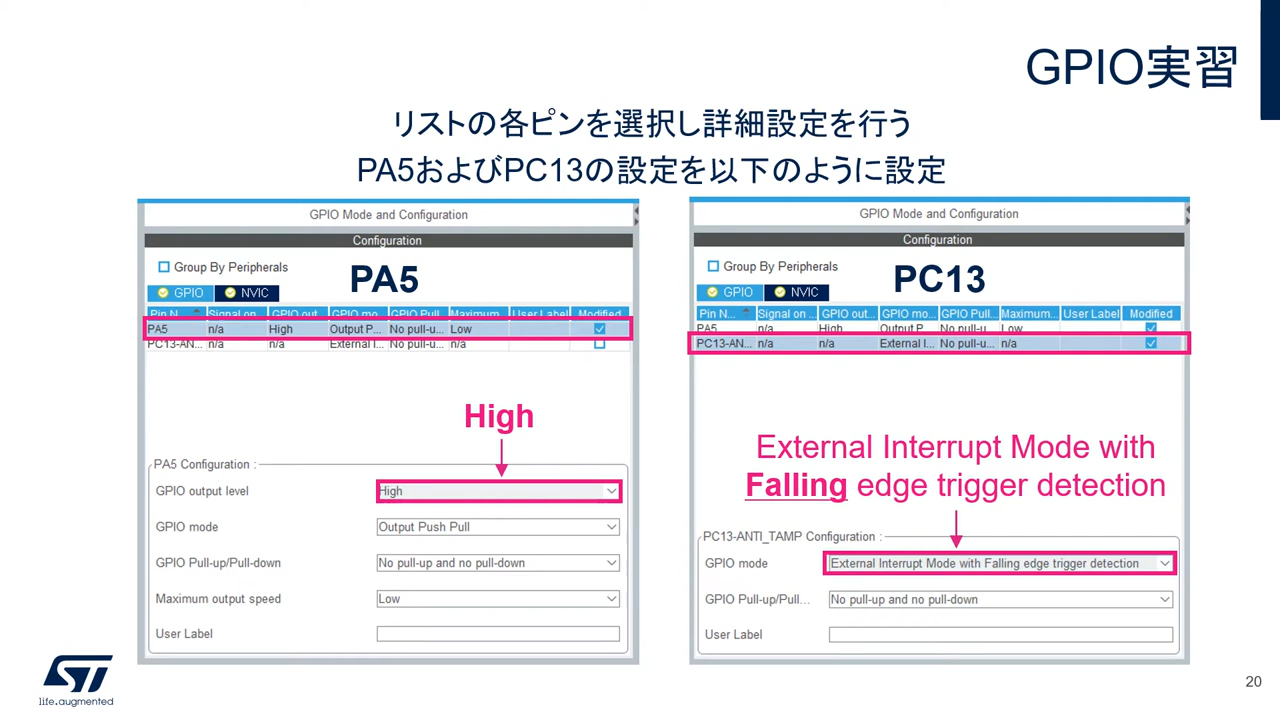 GPIO実習
リストの各ピンを選択し詳細設定を行う
PA5およびPC13の設定を以下のように設定
GPIO Mode and Configuration
Configuration
Group By Peripherals
PA5
GPIO NVIC
Pin N... Signal on GPIO out GPIO mo... GPIO Pull Maximum User Label Modified
PA5 n/a High Output P... No pull-u... Low
PC13-AN... n/a n/a External I... No pull-u... n/a
High
PA5 Configuration :
GPIO output level High
GPIO mode Output Push Pull
GPIO Pull-up/Pull-down No pull-up and no pull-down
Maximum output speed Low
User Label
GPIO Mode and Configuration
Configuration
Group By Peripherals
PC13
GPIO NVIC
Pin N... Signal on ... GPIO out... GPIO mo... GPIO Pull... Maximum... User Label Modified
PA5 n/a High Output P No pull-u Low
PC13-AN... n/a n/a External I... No pull-u... n/a
External Interrupt Mode with
Falling edge trigger detection
PC13-ANTI_TAMP Configuration :
GPIO mode External Interrupt Mode with Falling edge trigger detection
GPIO Pull-up/Pull... No pull-up and no pull-down
User Label
ST
life.augmented
20